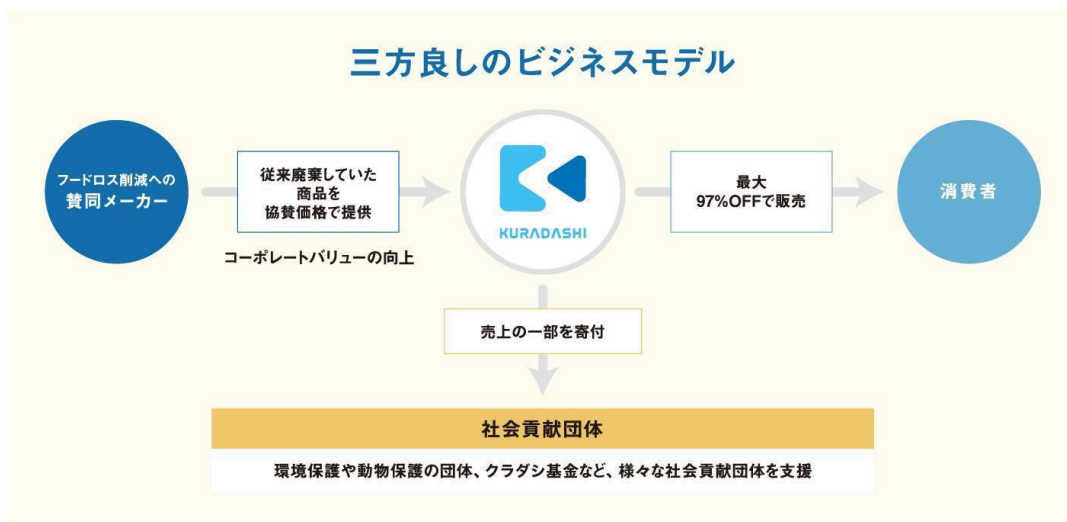 三方良しのビジネスモデル
フードロス削減への
賛同メーカー
従来廃棄していた
商品を
協賛価格で提供
コーポレートバリューの向上
KURADASHI
最大
97%OFFで販売
消費者
売上の一部を寄付
社会貢献団体
環境保護や動物保護の団体、クラダシ基金など、様々な社会貢献団体を支援